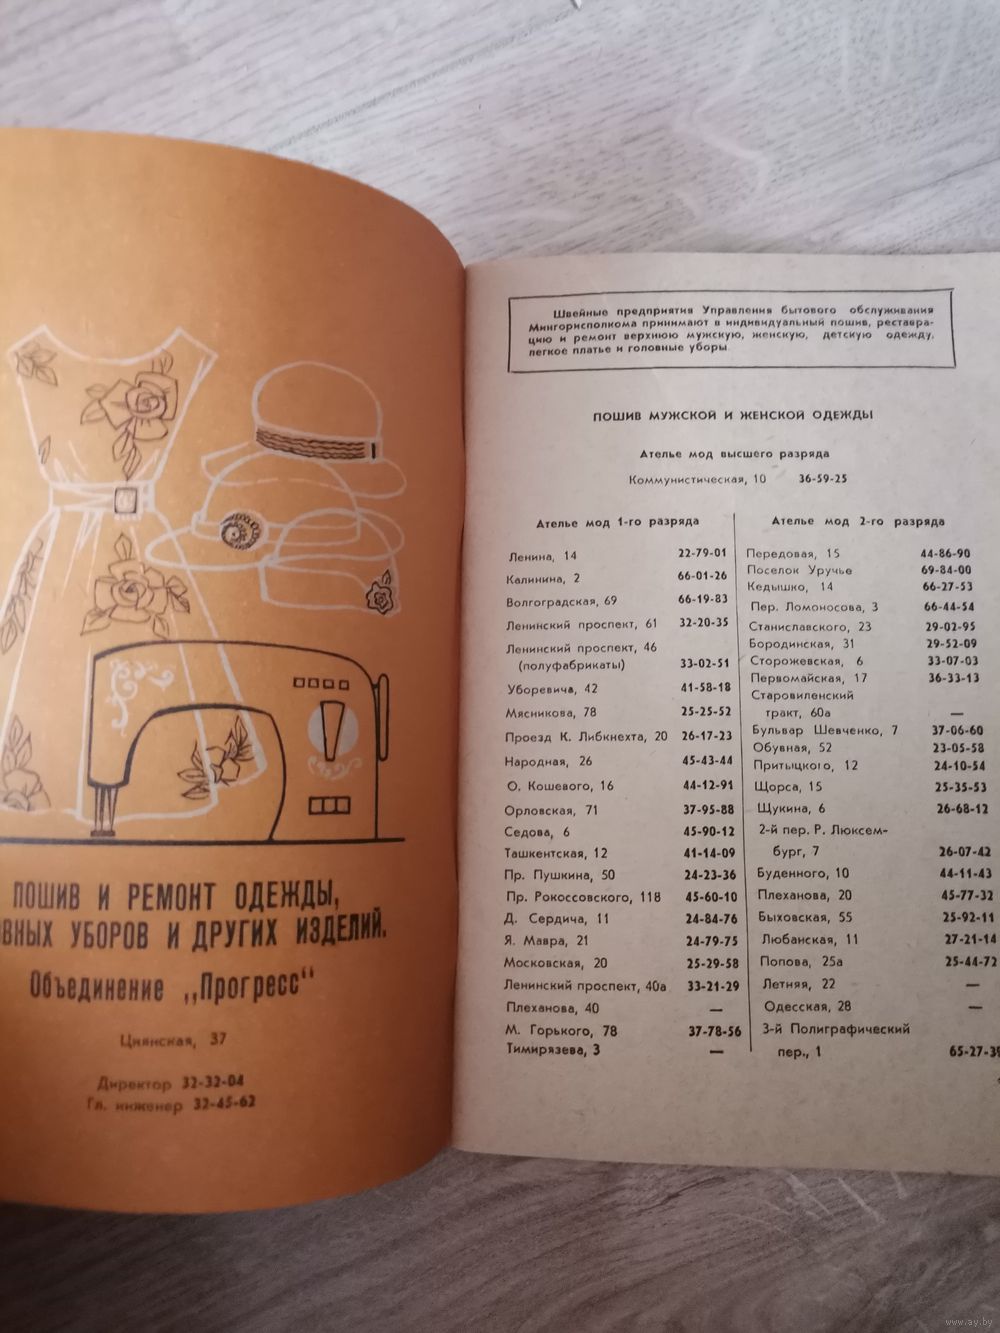 ПОШИВ И РЕМОНТ ОДЕЖДЫ,
УБОРОВ И ДРУГИХ ИЗДЕЛИЙ.
Объединение „Прогресс“
Цнянская, 37
Директор 32-32-04
Гл. инженер 32-45-62
Швейные предприятия Управления бытового обслуживания
Мингорисполкома принимают в индивидуальный пошив, реставра-
цию и ремонт верхнюю мужскую, женскую, детскую одежду,
легкое платье и головные уборы.
ПОШИВ МУЖСКОЙ И ЖЕНСКОЙ ОДЕЖДЫ
Ателье мод высшего разряда
Коммунистическая, 10 36-59-25
Ателье мод 1-го разряда
Ленина, 14 22-79-01
Калинина, 2 66-01-26
Волгоградская, 69 66-19-83
Ленинский проспект, 61 32-20-35
Ленинский проспект, 46
(полуфабрикаты) 33-02-51
Уборевича, 42 41-58-18
Мясникова, 78 25-25-52
Проезд К. Либкнехта, 20 26-17-23
Народная, 26 45-43-44
О. Кошевого, 16 44-12-91
Орловская, 71 37-95-88
Седова, 6 45-90-12
Ташкентская, 12 41-14-09
Пр. Пушкина, 50 24-23-36
Пр. Рокоссовского, 118 45-60-10
Д. Сердича, 11 24-84-76
Я. Мавра, 21 24-79-75
Московская, 20 25-29-58
Ленинский проспект, 40а 33-21-29
Плеханова, 40 —
М. Горького, 78 37-78-56
Тимирязева, 3 —
Ателье мод 2-го разряда
Передовая, 15 44-86-90
Поселок Уручье 69-84-00
Кедышко, 14 66-27-53
Пер. Ломоносова, 3 66-44-54
Станиславского, 23 29-02-95
Бородинская, 31 29-52-09
Сторожевская, 6 33-07-03
Первомайская, 17 36-33-13
Старовиленский
тракт, 60а —
Бульвар Шевченко, 7 37-06-60
Обувная, 52 23-05-58
Притыцкого, 12 24-10-54
Щорса, 15 25-35-53
Щукина, 6 26-68-12
2-й пер. Р. Люксем-
бург, 7 26-07-42
Буденного, 10 44-11-43
Плеханова, 20 45-77-32
Быховская, 55 25-92-11
Любанская, 11 27-21-14
Попова, 25а 25-44-72
Летняя, 22 —
Одесская, 28 —
3-й Полиграфический
пер., 1 65-27-39
www.ay.by